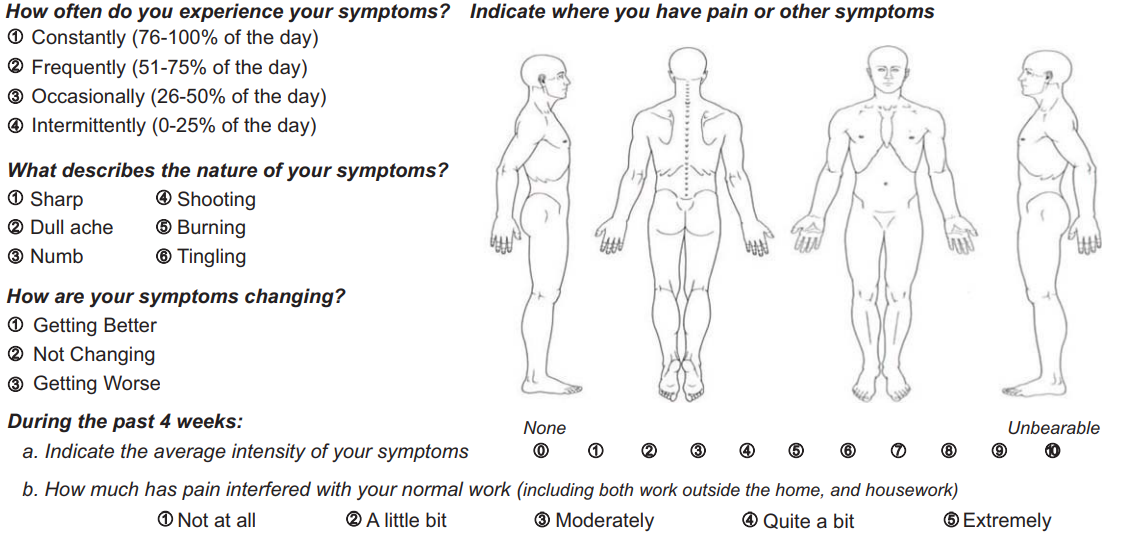 How often do you experience your symptoms?
① Constantly (76-100% of the day)
② Frequently (51-75% of the day)
③ Occasionally (26-50% of the day)
④ Intermittently (0-25% of the day)
What describes the nature of your symptoms?
① Sharp ④ Shooting
② Dull ache ⑤ Burning
③ Numb ⑥ Tingling
How are your symptoms changing?
① Getting Better
② Not Changing
③ Getting Worse
Indicate where you have pain or other symptoms
During the past 4 weeks:
None Unbearable
a. Indicate the average intensity of your symptoms ⓪ ① ② ③ ④ ⑤ ⑥ ⑦ ⑧ ⑨ ⑩
b. How much has pain interfered with your normal work (including both work outside the home, and housework)
① Not at all ② A little bit ③ Moderately ④ Quite a bit ⑤ Extremely